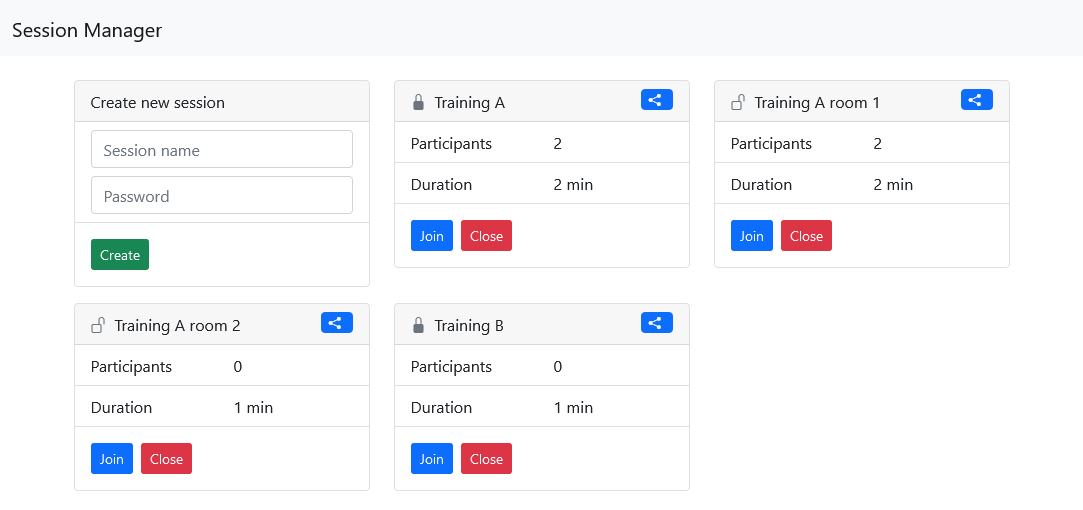 Session Manager
Create new session
Session name
Password
Create
Training A
Participants 2
Duration 2 min
Join Close
Training A room 1
Participants 2
Duration 2 min
Join Close
Training A room 2
Participants 0
Duration 1 min
Join Close
Training B
Participants 0
Duration 1 min
Join Close